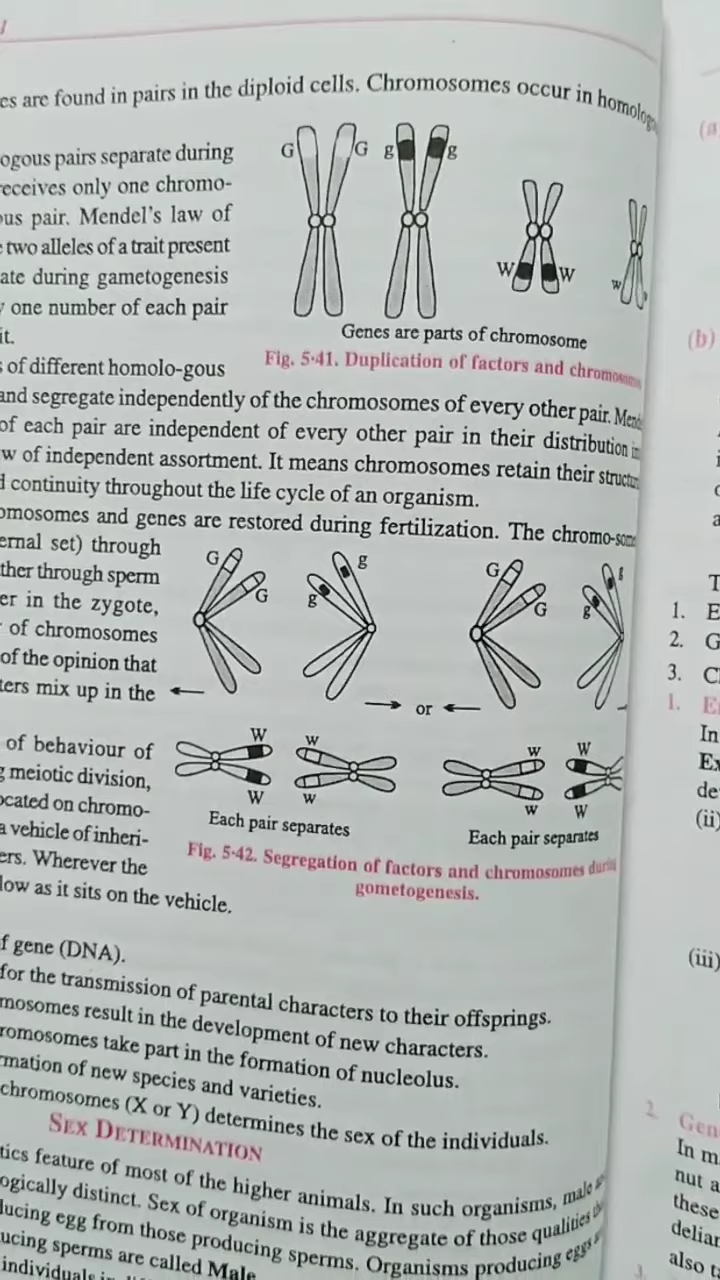 es are found in pairs in the diploid cells. Chromosomes occur in
ogous pairs separate during
receives only one chromo-
ous pair. Mendel's law of
two alleles of a trait present
ate during gametogenesis
one number of each pair
it.
G G g g
W W w
Genes are parts of chromosome
Fig. 5·41. Duplication of factors and
of different homolo-gous
and segregate independently of the chromosomes of every other pair.
of each pair are independent of every other pair in their distribution
w of independent assortment. It means chromosomes retain their
d continuity throughout the life cycle of an organism.
omosomes and genes are restored during fertilization. The
ernal set) through
ther through sperm
er in the zygote,
of chromosomes
of the opinion that
ters mix up in the
G G g g
G G g g
or
of behaviour of
g meiotic division,
ocated on chromo-
a vehicle of inheri-
ers. Wherever the
low as it sits on the vehicle.
W W w w
w w W W
Each pair separates
Each pair separates
Fig. 5·42. Segregation of factors and chromosomes
gometogenesis.
f gene (DNA).
for the transmission of parental characters to their offsprings.
mosomes result in the development of new characters.
romosomes take part in the formation of nucleolus.
rmation of new species and varieties.
chromosomes (X or Y) determines the sex of the individuals.
SEX DETERMINATION
tics feature of most of the higher animals. In such organisms, male
ogically distinct. Sex of organism is the aggregate of those qualities
ducing egg from those producing sperms. Organisms producing eggs
ucing sperms are called Male
individuals
(a)
(b)
T
1. E
2. G
3.
1.
In
Ex
de
(ii)
(iii)
2. Gen
In m
nut a
these
delian
also